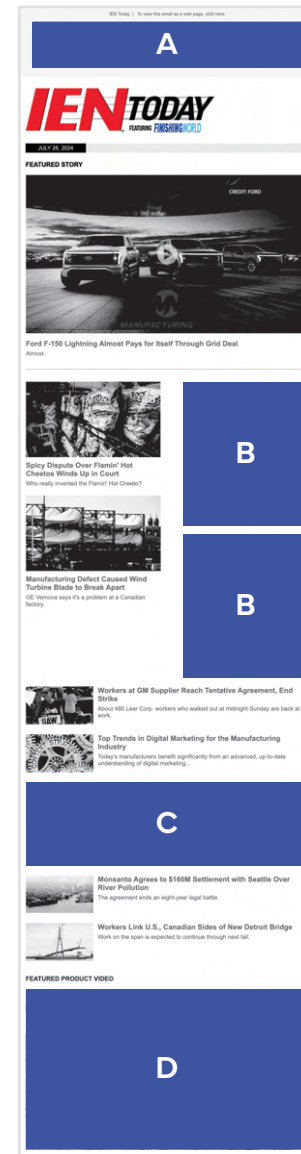 IEN Today | To view this email as a web page, click here.
A
IEN TODAY
FEATURING FINISHINGWORLD
JULY 26, 2024
FEATURED STORY
CREDIT: FORD
MANUFACTURING
Ford F-150 Lightning Almost Pays for Itself Through Grid Deal
Almost.
Spicy Dispute Over Flamin' Hot
Cheetos Winds Up in Court
Who really invented the Flamin' Hot Cheeto?
B
Manufacturing Defect Caused Wind
Turbine Blade to Break Apart
GE Vernova says it's a problem at a Canadian
factory.
B
UAW
Workers at GM Supplier Reach Tentative Agreement, End
Strike
About 480 Lear Corp. workers who walked out at midnight Sunday are back at
work.
Top Trends in Digital Marketing for the Manufacturing
Industry
Today's manufacturers benefit significantly from an advanced, up-to-date
understanding of digital marketing...
C
Monsanto Agrees to $160M Settlement with Seattle Over
River Pollution
The agreement ends an eight-year legal battle.
Workers Link U.S., Canadian Sides of New Detroit Bridge
Work on the span is expected to continue through next fall.
FEATURED PRODUCT VIDEO
D